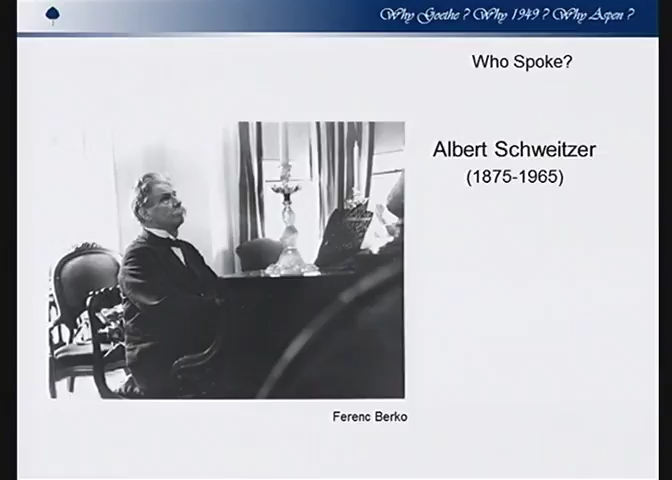 Why Goethe? Why 1949? Why Aspen?
Who Spoke?
Albert Schweitzer
(1875-1965)
Ferenc Berko